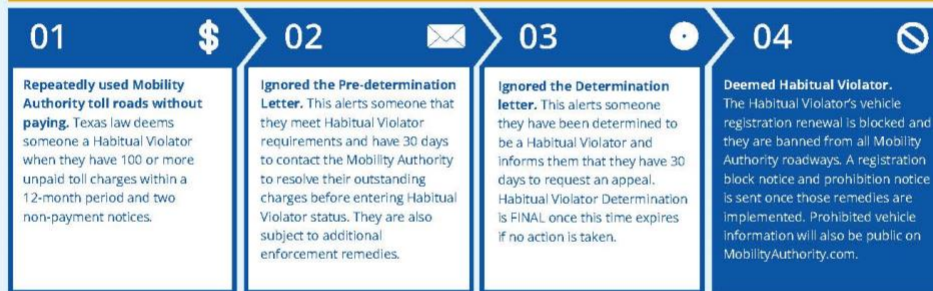 01
$
Repeatedly used Mobility
Authority toll roads without
paying. Texas law deems
someone a Habitual Violator
when they have 100 or more
unpaid toll charges within a
12-month period and two
non-payment notices.
02
Ignored the Pre-determination
Letter. This alerts someone that
they meet Habitual Violator
requirements and have 30 days
to contact the Mobility Authority
to resolve their outstanding
charges before entering Habitual
Violator status. They are also
subject to additional
enforcement remedies.
03
Ignored the Determination
letter. This alerts someone
they have been determined to
be a Habitual Violator and
informs them that they have 30
days to request an appeal.
Habitual Violator Determination
is FINAL once this time expires
if no action is taken.
04
Deemed Habitual Violator.
The Habitual Violator's vehicle
registration renewal is blocked and
they are banned from all Mobility
Authority roadways. A registration
block notice and prohibition notice
is sent once those remedies are
implemented. Prohibited vehicle
information will also be public on
MobilityAuthority.com.